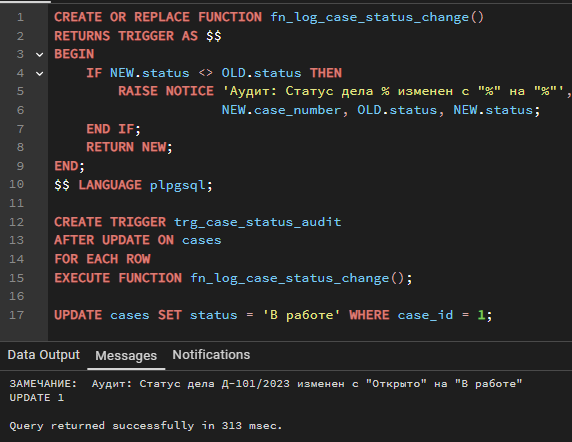 1 CREATE OR REPLACE FUNCTION fn_log_case_status_change()
2 RETURNS TRIGGER AS $$
3 BEGIN
4     IF NEW.status <> OLD.status THEN
5         RAISE NOTICE 'Аудит: Статус дела % изменен с "%" на "%"',
6                      NEW.case_number, OLD.status, NEW.status;
7     END IF;
8     RETURN NEW;
9 END;
10 $$ LANGUAGE plpgsql;
11
12 CREATE TRIGGER trg_case_status_audit
13 AFTER UPDATE ON cases
14 FOR EACH ROW
15 EXECUTE FUNCTION fn_log_case_status_change();
16
17 UPDATE cases SET status = 'В работе' WHERE case_id = 1;
Data Output Messages Notifications
ЗАМЕЧАНИЕ:  Аудит: Статус дела Д-101/2023 изменен с "Открыто" на "В работе"
UPDATE 1
Query returned successfully in 313 msec.